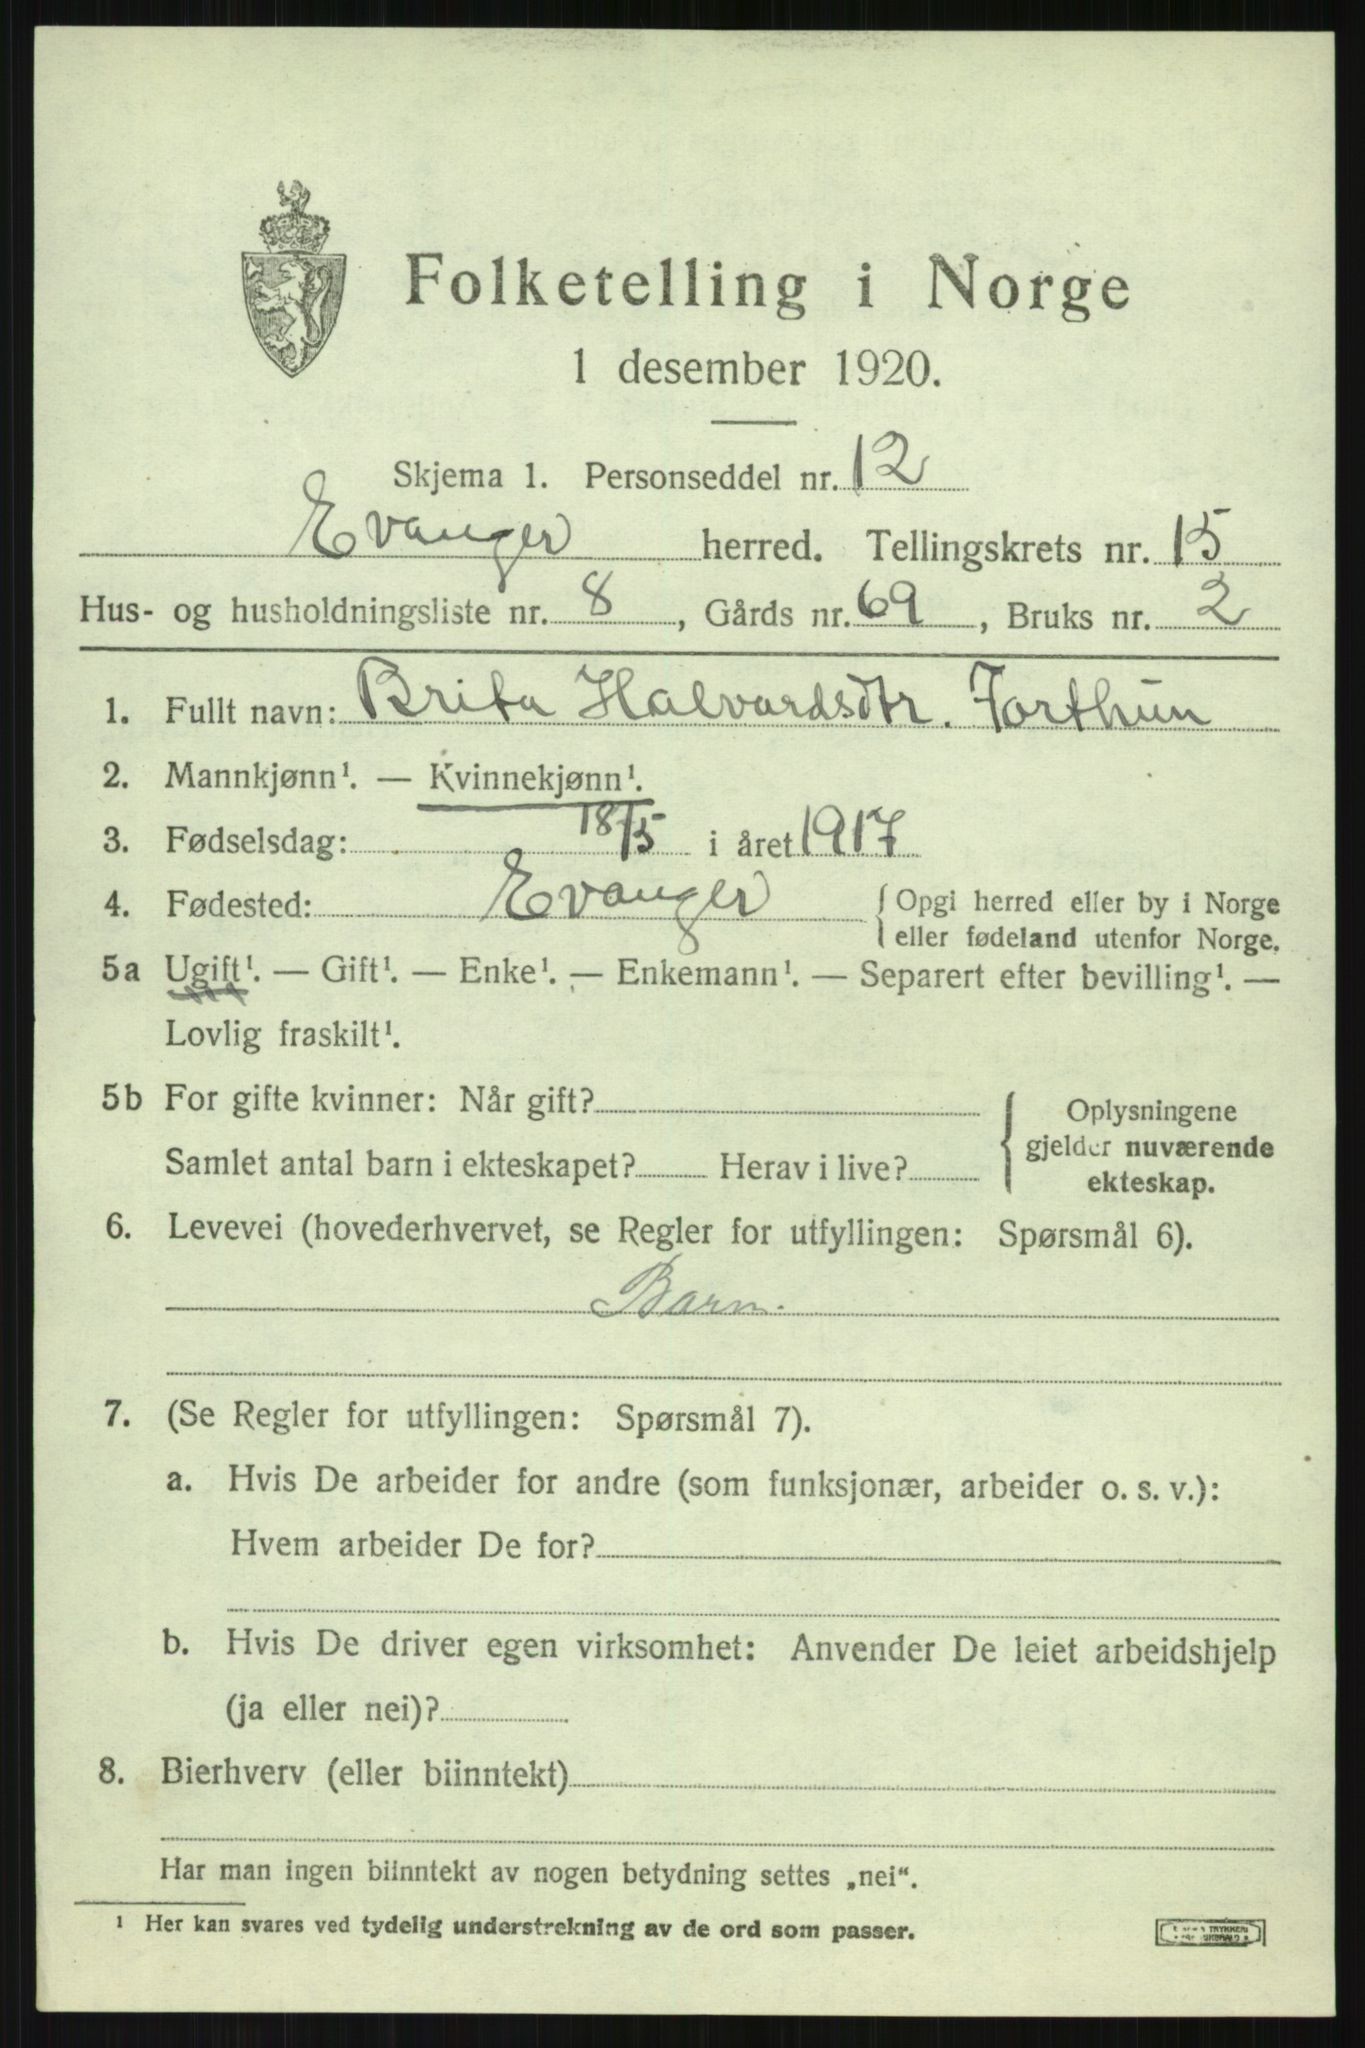 Folketelling i Norge
1 desember 1920.
Skjema 1. Personseddel nr. 12
Evanger herred. Tellingskrets nr. 15
Hus- og husholdningsliste nr. 8, Gårds nr. 69, Bruks nr. 2
1. Fullt navn: Brita Halvardsdtr. Forthun
2. Mannkjønn¹. — Kvinnekjønn¹.
3. Fødselsdag: 18/5 i året 1917
4. Fødested: Evanger { Opgi herred eller by i Norge
eller fødeland utenfor Norge.
5a Ugift¹. — Gift¹. — Enke¹. — Enkemann¹. — Separert efter bevilling¹. —
Lovlig fraskilt¹.
5b For gifte kvinner: Når gift?
Samlet antal barn i ekteskapet? Herav i live?
{ Oplysningene
gjelder nuværende
ekteskap.
6. Levevei (hovederhvervet, se Regler for utfyllingen: Spørsmål 6).
Barn.
7. (Se Regler for utfyllingen: Spørsmål 7).
a. Hvis De arbeider for andre (som funksjonær, arbeider o. s. v.):
Hvem arbeider De for?
b. Hvis De driver egen virksomhet: Anvender De leiet arbeidshjelp
(ja eller nei)?
8. Bierhverv (eller biinntekt)
Har man ingen biinntekt av nogen betydning settes „nei“.
¹ Her kan svares ved tydelig understrekning av de ord som passer.